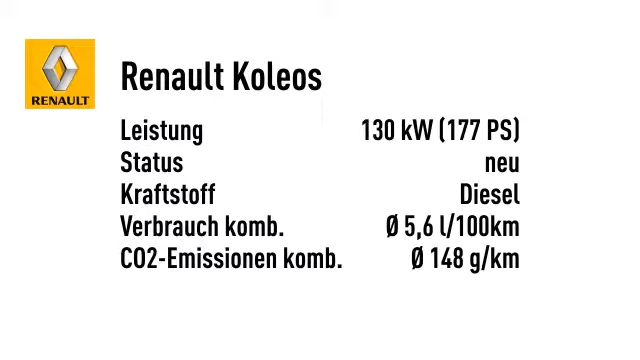 RENAULT
Renault Koleos
Leistung 130 kW (177 PS)
Status neu
Kraftstoff Diesel
Verbrauch komb. Ø 5,6 l/100km
CO2-Emissionen komb. Ø 148 g/km